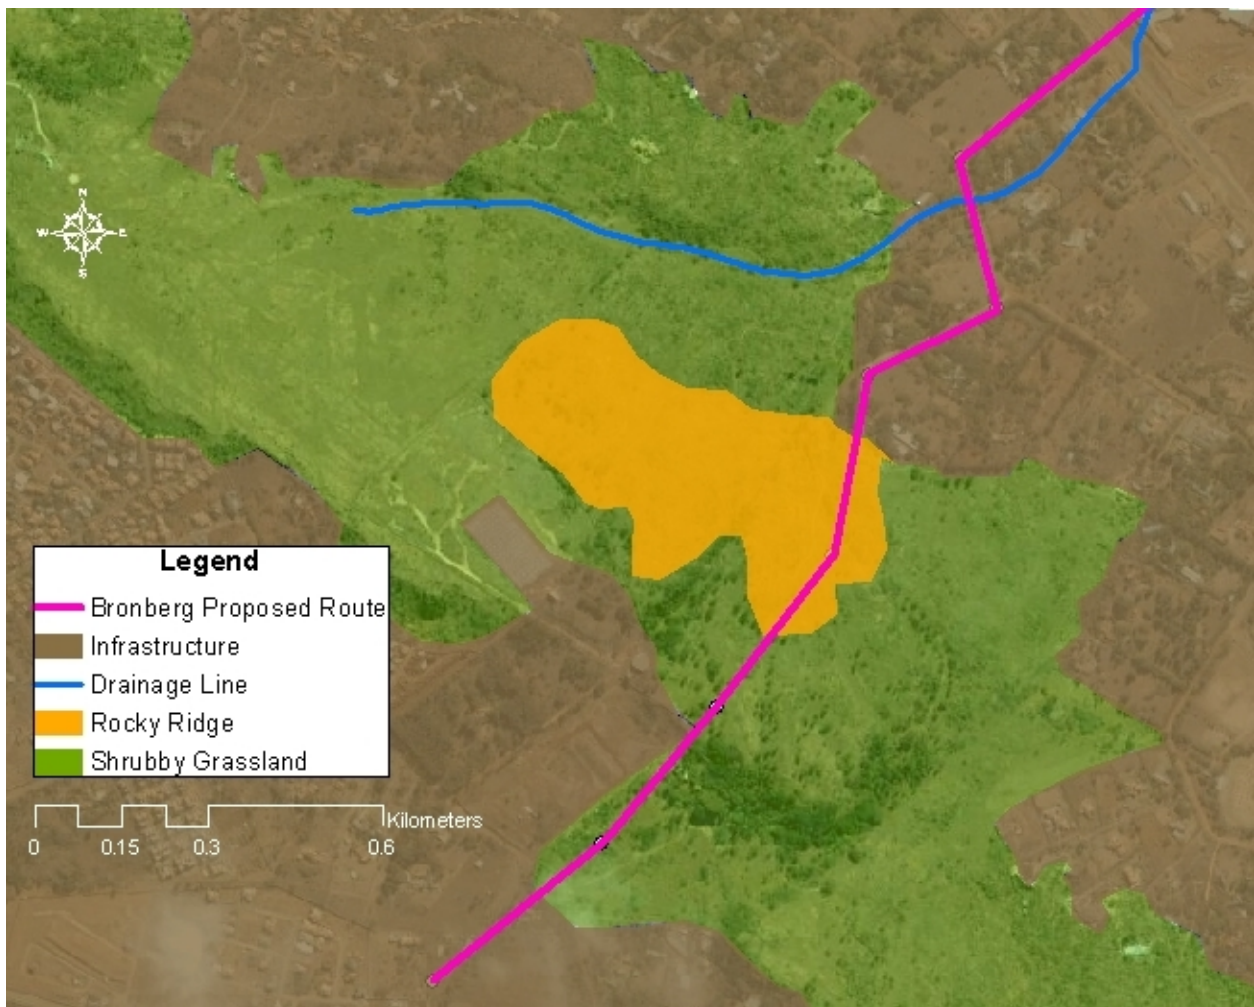 N
W E
S
Legend
Bronberg Proposed Route
Infrastructure
Drainage Line
Rocky Ridge
Shrubby Grassland
Kilometers
0 0.15 0.3 0.6